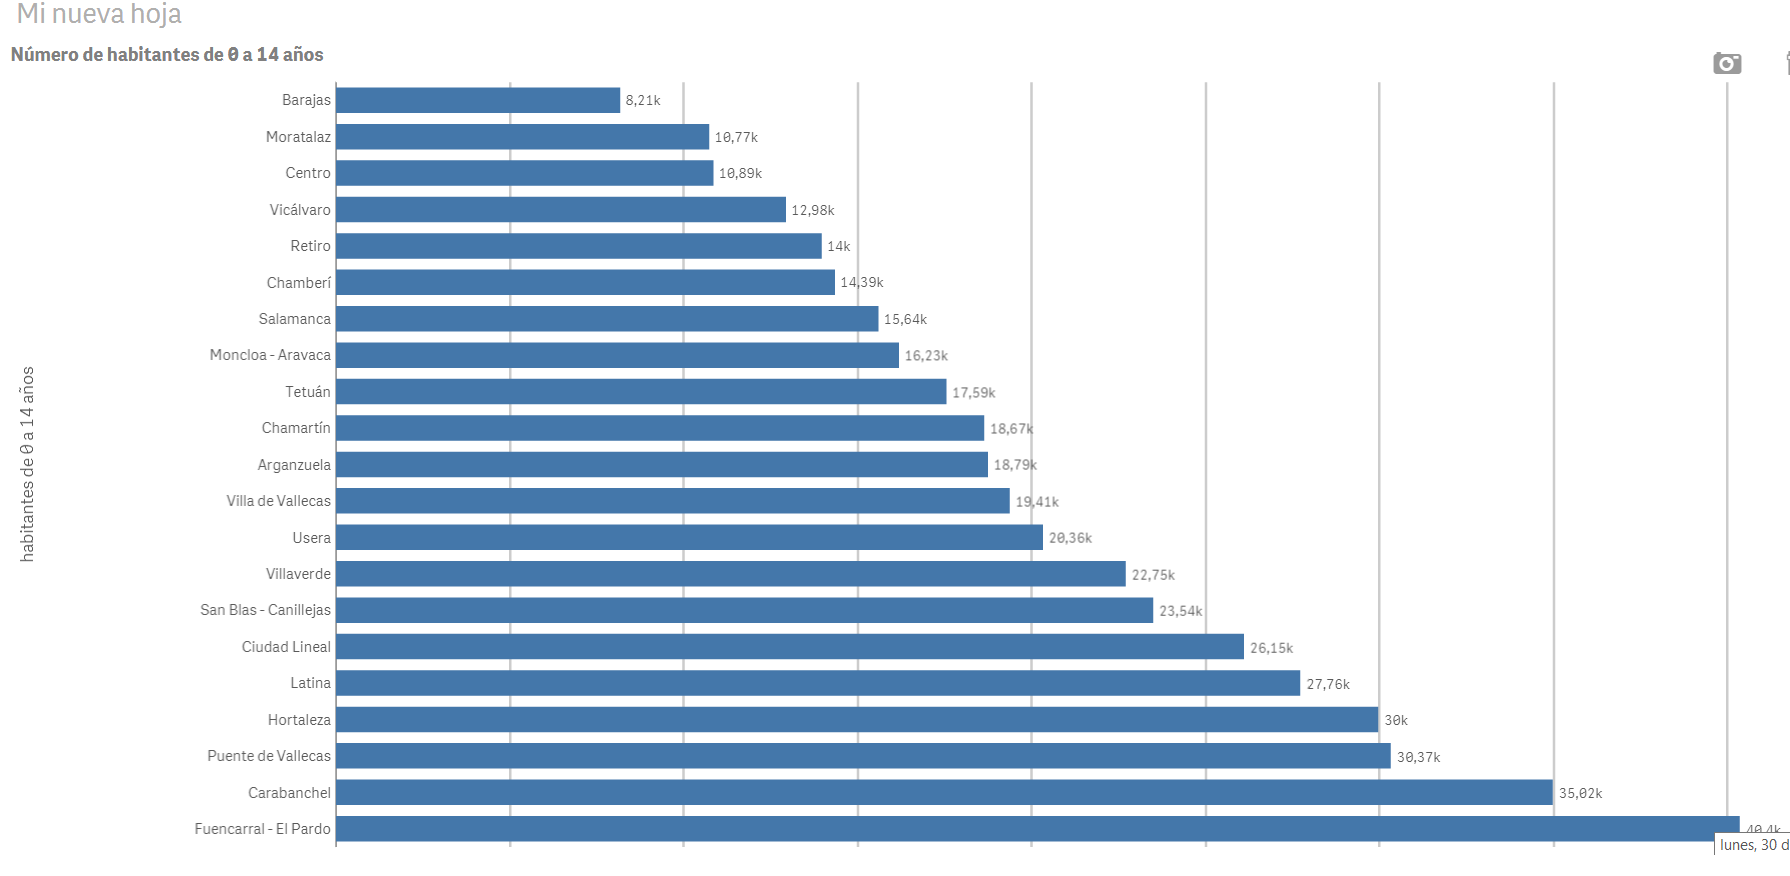 Mi nueva hoja
Número de habitantes de 0 a 14 años
habitantes de 0 a 14 años
Barajas 8,21k
Moratalaz 10,77k
Centro 10,89k
Vicálvaro 12,98k
Retiro 14k
Chamberí 14,39k
Salamanca 15,64k
Moncloa - Aravaca 16,23k
Tetuán 17,59k
Chamartín 18,67k
Arganzuela 18,79k
Villa de Vallecas 19,41k
Usera 20,36k
Villaverde 22,75k
San Blas - Canillejas 23,54k
Ciudad Lineal 26,15k
Latina 27,76k
Hortaleza 30k
Puente de Vallecas 30,37k
Carabanchel 35,02k
Fuencarral - El Pardo 40,4k
lunes, 30 d